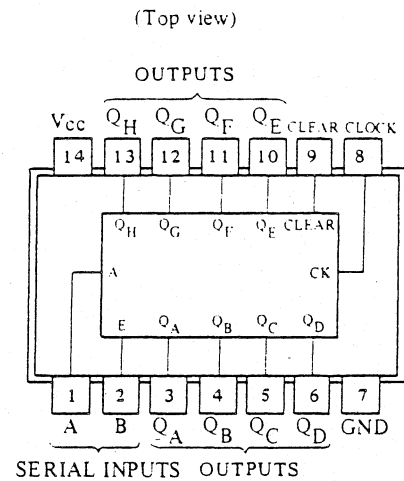 (Top view)
OUTPUTS
Vcc QH QG QF QE CLEAR CLOCK
14 13 12 11 10 9 8
QH QG QF QE CLEAR
A CK
E QA QB QC QD
1 2 3 4 5 6 7
A B QA QB QC QD GND
SERIAL INPUTS OUTPUTS